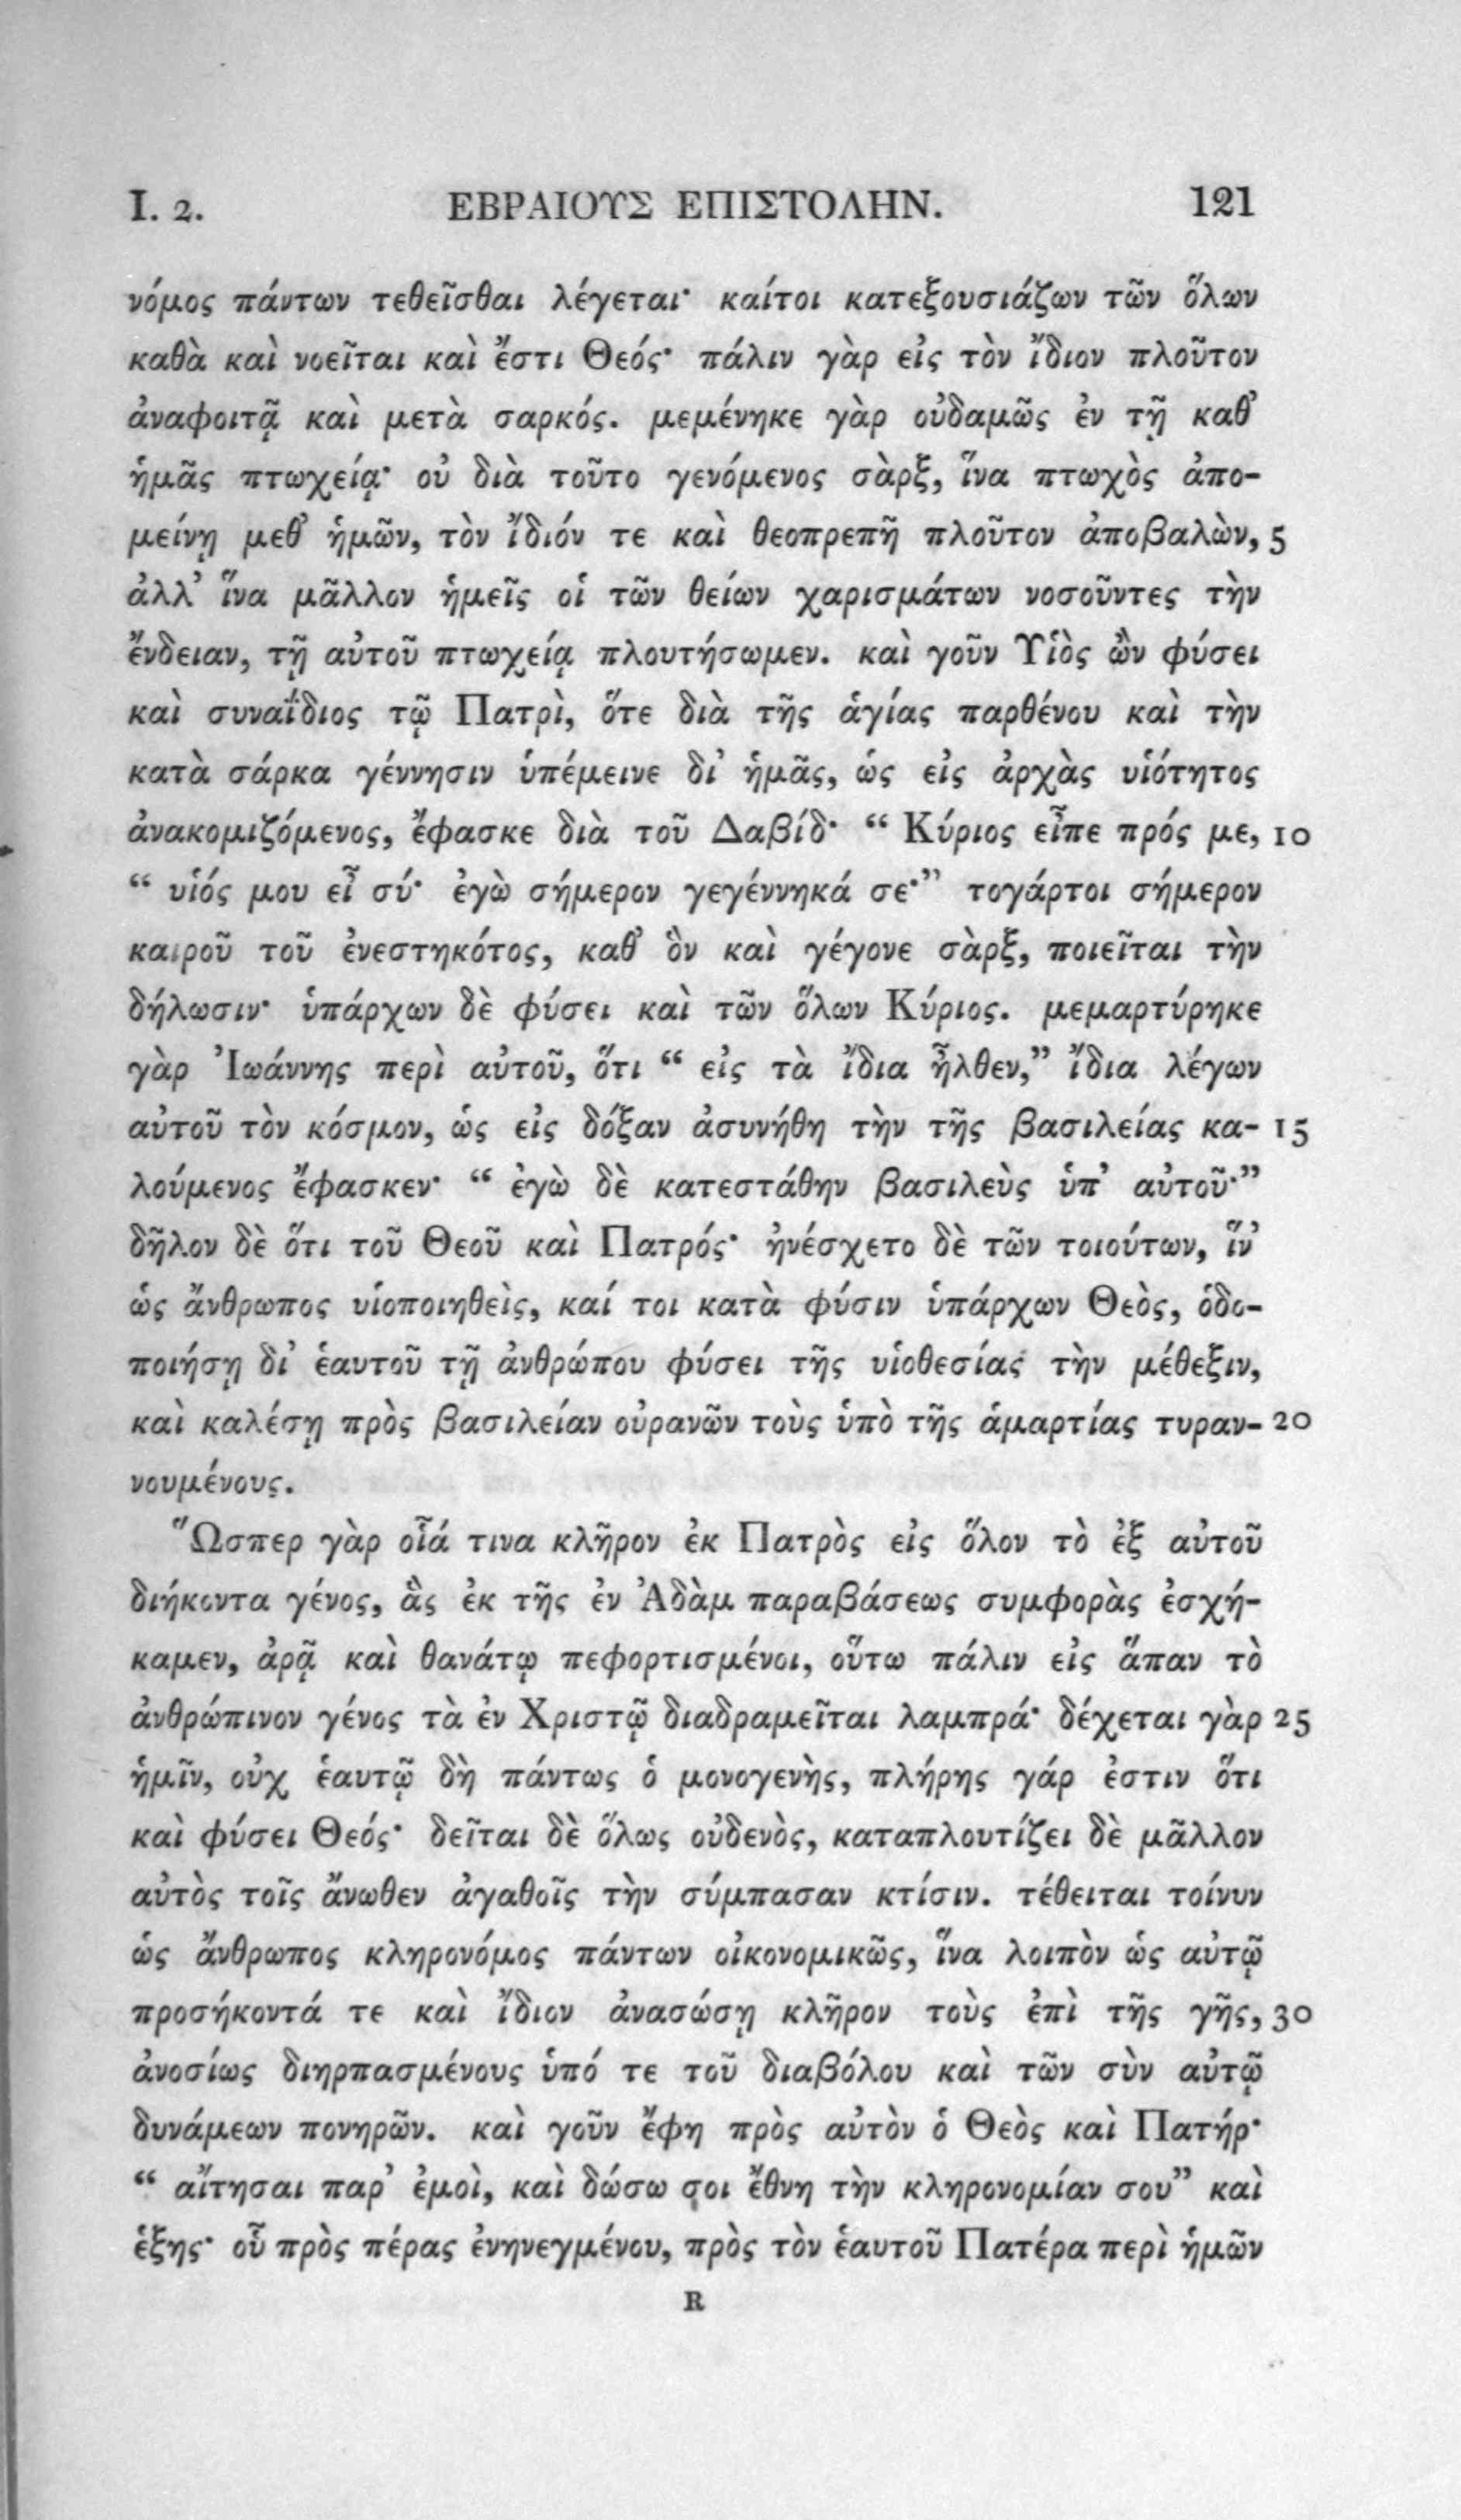 I. 2. ΕΒΡΑΙΟΥΣ ΕΠΙΣΤΟΛΗΝ. 121
νόμος πάντων τεθεῖσθαι λέγεται· καίτοι κατεξουσιάζων τῶν ὅλων
καθὰ καὶ νοεῖται καὶ ἔστι Θεός· πάλιν γὰρ εἰς τὸν ἴδιον πλοῦτον
ἀναφοιτᾷ καὶ μετὰ σαρκός. μεμένηκε γὰρ οὐδαμῶς ἐν τῇ καθ’
ἡμᾶς πτωχείᾳ· οὐ διὰ τοῦτο γενόμενος σὰρξ, ἵνα πτωχὸς ἀπο-
μείνῃ μεθ’ ἡμῶν, τὸν ἴδιόν τε καὶ θεοπρεπῆ πλοῦτον ἀποβαλὼν, 5
ἀλλ’ ἵνα μᾶλλον ἡμεῖς οἱ τῶν θείων χαρισμάτων νοσοῦντες τὴν
ἔνδειαν, τῇ αὐτοῦ πτωχείᾳ πλουτήσωμεν. καὶ γοῦν Υἱὸς ὢν φύσει
καὶ συναΐδιος τῷ Πατρὶ, ὅτε διὰ τῆς ἁγίας παρθένου καὶ τὴν
κατὰ σάρκα γέννησιν ὑπέμεινε δι’ ἡμᾶς, ὡς εἰς ἀρχὰς υἱότητος
ἀνακομιζόμενος, ἔφασκε διὰ τοῦ Δαβίδ· “ Κύριος εἶπε πρός με, 10
“ υἱός μου εἶ σύ· ἐγὼ σήμερον γεγέννηκά σε·” τογάρτοι σήμερον
καιροῦ τοῦ ἐνεστηκότος, καθ’ ὃν καὶ γέγονε σὰρξ, ποιεῖται τὴν
δήλωσιν· ὑπάρχων δὲ φύσει καὶ τῶν ὅλων Κύριος. μεμαρτύρηκε
γὰρ Ἰωάννης περὶ αὐτοῦ, ὅτι “ εἰς τὰ ἴδια ἦλθεν,” ἴδια λέγων
αὐτοῦ τὸν κόσμον, ὡς εἰς δόξαν ἀσυνήθη τὴν τῆς βασιλείας κα- 15
λούμενος ἔφασκεν· “ ἐγὼ δὲ κατεστάθην βασιλεὺς ὑπ’ αὐτοῦ·”
δῆλον δὲ ὅτι τοῦ Θεοῦ καὶ Πατρός· ἠνέσχετο δὲ τῶν τοιούτων, ἵν’
ὡς ἄνθρωπος υἱοποιηθεὶς, καί τοι κατὰ φύσιν ὑπάρχων Θεὸς, ὁδο-
ποιήσῃ δι’ ἑαυτοῦ τῇ ἀνθρώπου φύσει τῆς υἱοθεσίας τὴν μέθεξιν,
καὶ καλέσῃ πρὸς βασιλείαν οὐρανῶν τοὺς ὑπὸ τῆς ἁμαρτίας τυραν- 20
νουμένους.
Ὥσπερ γὰρ οἷά τινα κλῆρον ἐκ Πατρὸς εἰς ὅλον τὸ ἐξ αὐτοῦ
διήκοντα γένος, ἃς ἐκ τῆς ἐν Ἀδὰμ παραβάσεως συμφορὰς ἐσχή-
καμεν, ἀρᾷ καὶ θανάτῳ πεφορτισμένοι, οὕτω πάλιν εἰς ἅπαν τὸ
ἀνθρώπινον γένος τὰ ἐν Χριστῷ διαδραμεῖται λαμπρά· δέχεται γὰρ 25
ἡμῖν, οὐχ ἑαυτῷ δὴ πάντως ὁ μονογενὴς, πλήρης γάρ ἐστιν ὅτι
καὶ φύσει Θεός· δεῖται δὲ ὅλως οὐδενὸς, καταπλουτίζει δὲ μᾶλλον
αὐτὸς τοῖς ἄνωθεν ἀγαθοῖς τὴν σύμπασαν κτίσιν. τέθειται τοίνυν
ὡς ἄνθρωπος κληρονόμος πάντων οἰκονομικῶς, ἵνα λοιπὸν ὡς αὐτῷ
προσήκοντά τε καὶ ἴδιον ἀνασώσῃ κλῆρον τοὺς ἐπὶ τῆς γῆς, 30
ἀνοσίως διηρπασμένους ὑπό τε τοῦ διαβόλου καὶ τῶν σὺν αὐτῷ
δυνάμεων πονηρῶν. καὶ γοῦν ἔφη πρὸς αὐτὸν ὁ Θεὸς καὶ Πατήρ·
“ αἴτησαι παρ’ ἐμοὶ, καὶ δώσω σοι ἔθνη τὴν κληρονομίαν σου” καὶ
ἑξης· οὗ πρὸς πέρας ἐνηνεγμένου, πρὸς τὸν ἑαυτοῦ Πατέρα περὶ ἡμῶν
R